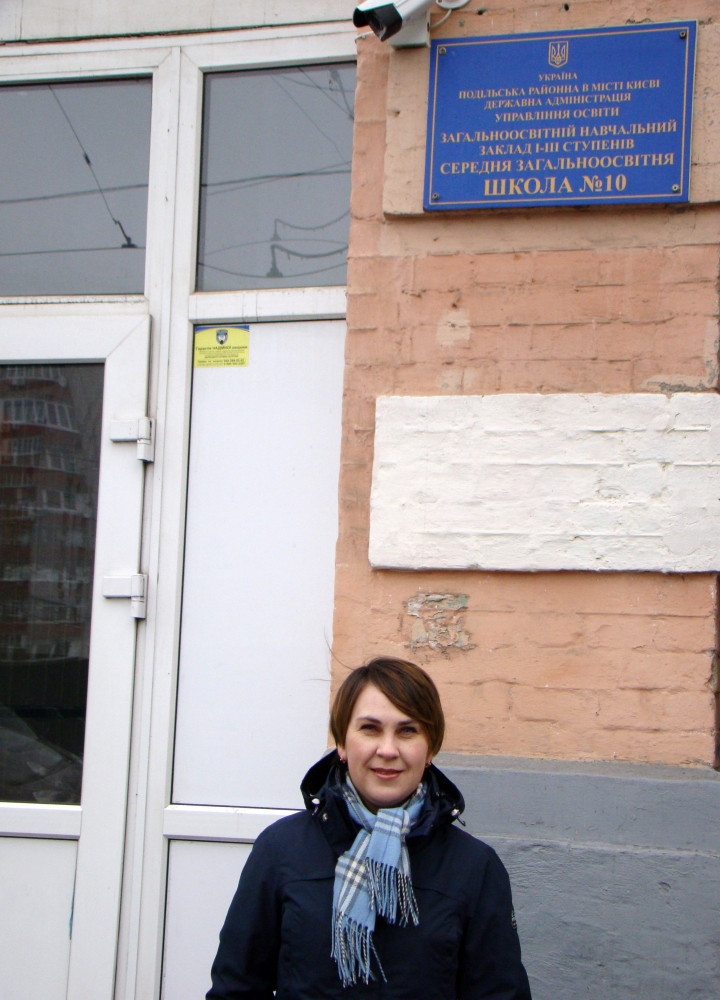 УКРАЇНА
ПОДІЛЬСЬКА РАЙОННА В МІСТІ КИЄВІ
ДЕРЖАВНА АДМІНІСТРАЦІЯ
УПРАВЛІННЯ ОСВІТИ
ЗАГАЛЬНООСВІТНІЙ НАВЧАЛЬНИЙ
ЗАКЛАД І-ІІІ СТУПЕНІВ
СЕРЕДНЯ ЗАГАЛЬНООСВІТНЯ
ШКОЛА №10